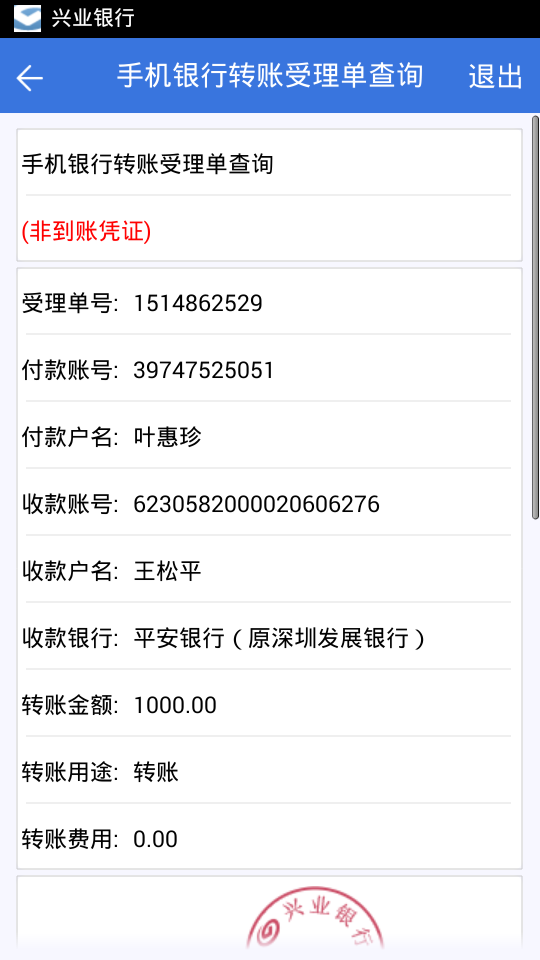 兴业银行
手机银行转账受理单查询 退出
手机银行转账受理单查询
(非到账凭证)
受理单号: 1514862529
付款账号: 39747525051
付款户名: 叶惠珍
收款账号: 6230582000020606276
收款户名: 王松平
收款银行: 平安银行（原深圳发展银行）
转账金额: 1000.00
转账用途: 转账
转账费用: 0.00
兴业银行